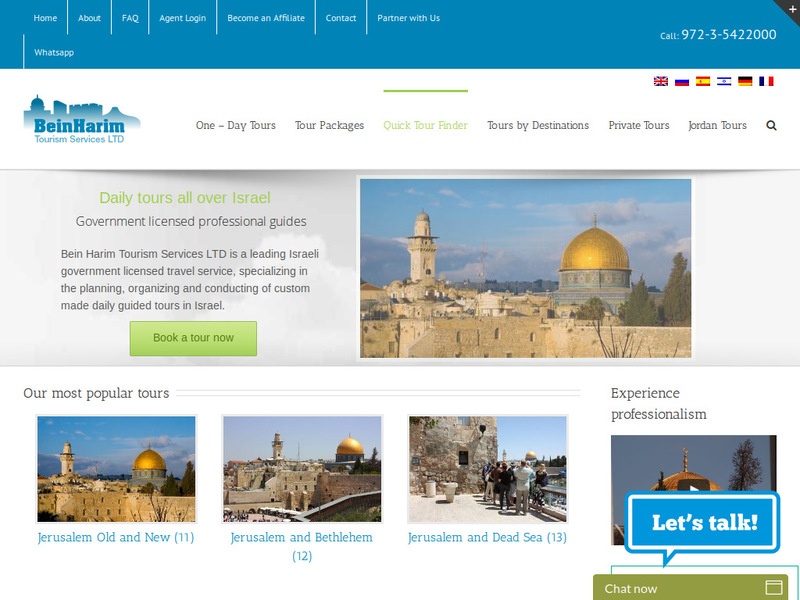 Home About FAQ Agent Login Become an Affiliate Contact Partner with Us
Whatsapp
Call: 972-3-5422000
+
BeinHarim
Tourism Services LTD
One – Day Tours Tour Packages Quick Tour Finder Tours by Destinations Private Tours Jordan Tours
Daily tours all over Israel
Government licensed professional guides
Bein Harim Tourism Services LTD is a leading Israeli
government licensed travel service, specializing in
the planning, organizing and conducting of custom
made daily guided tours in Israel.
Book a tour now
Our most popular tours
Jerusalem Old and New (11)
Jerusalem and Bethlehem
(12)
Jerusalem and Dead Sea (13)
Experience
professionalism
Let's talk!
Chat now